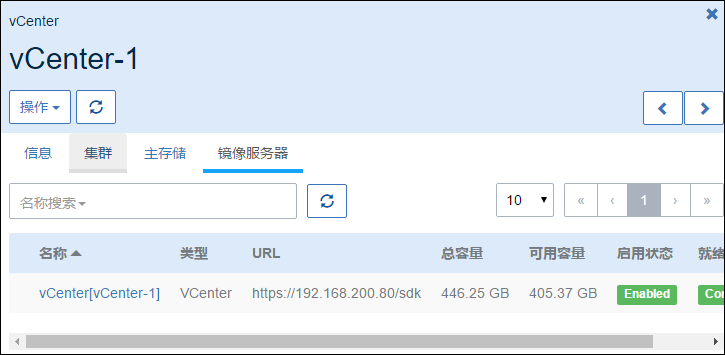 vCenter
vCenter-1
操作
信息 集群 主存储 镜像服务器
名称搜索 10 « ‹ 1 › »
名称 类型 URL 总容量 可用容量 启用状态 就绪
vCenter[vCenter-1] VCenter https://192.168.200.80/sdk 446.25 GB 405.37 GB Enabled